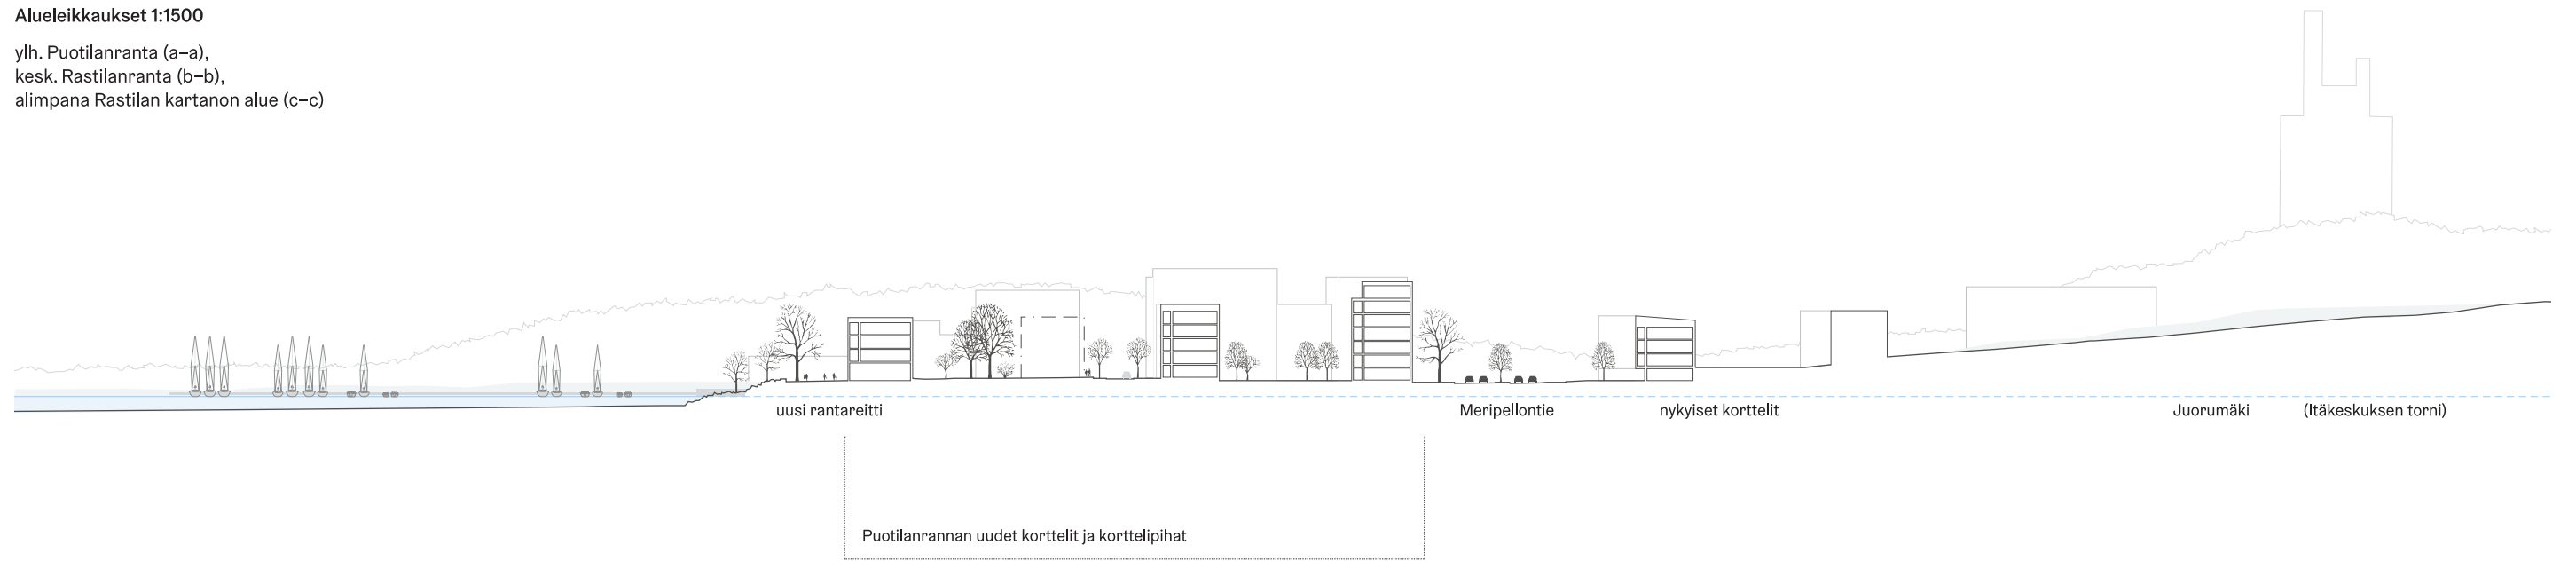 Alueleikkaukset 1:1500
ylh. Puotilanranta (a–a),
kesk. Rastilanranta (b–b),
alimpana Rastilan kartanon alue (c–c)
uusi rantareitti
Meripellontie
nykyiset korttelit
Juorumäki
(Itäkeskuksen torni)
Puotilanrannan uudet korttelit ja korttelipihat